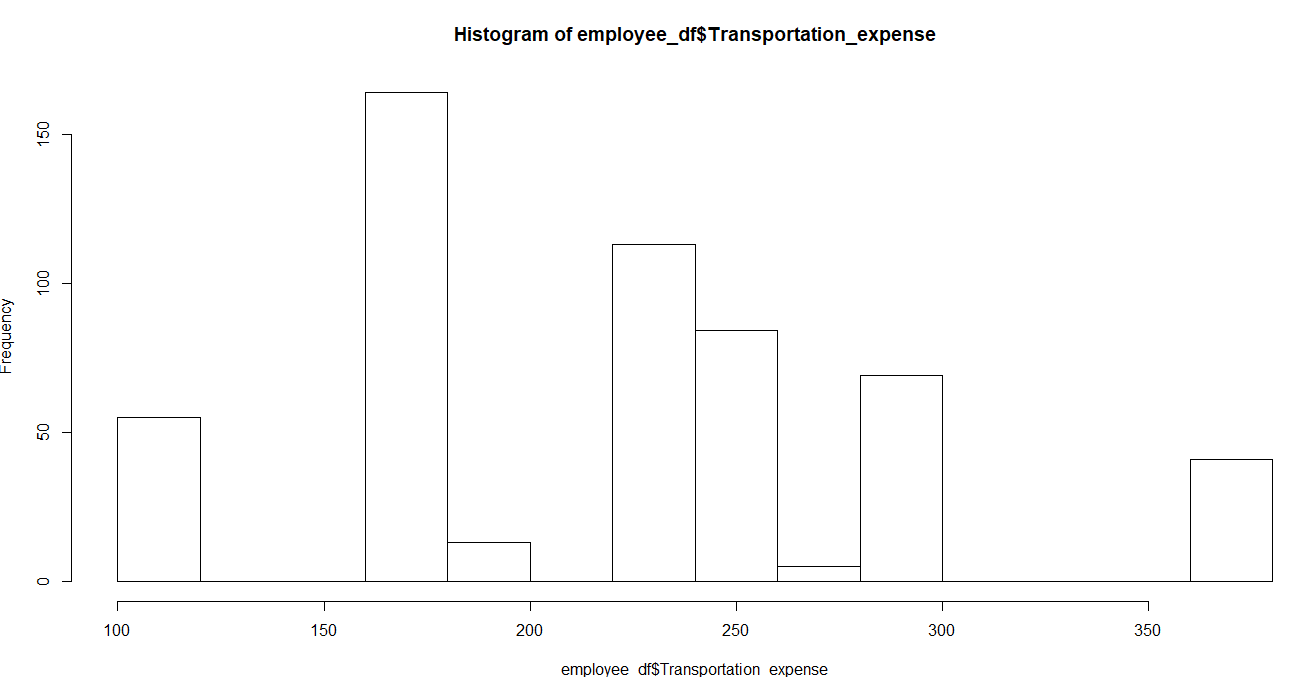 Histogram of employee_df$Transportation_expense
Frequency
150
100
50
0
100 150 200 250 300 350
employee_df$Transportation_expense